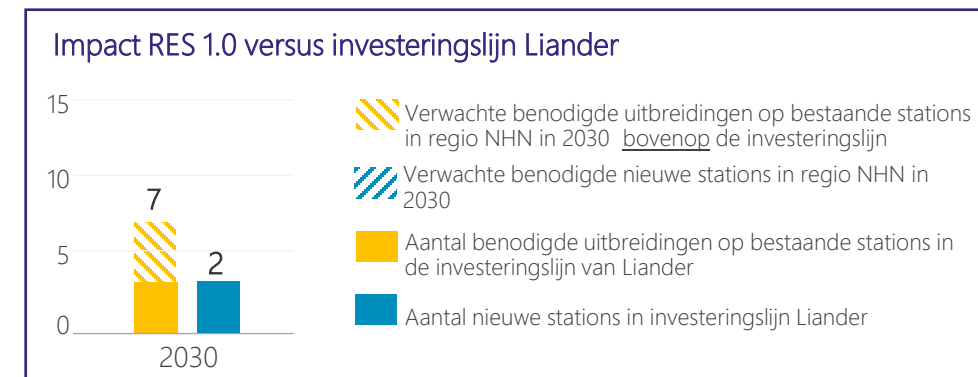 Impact RES 1.0 versus investeringslijn Liander
15
10
5
0
7
2
2030
Verwachte benodigde uitbreidingen op bestaande stations
in regio NHN in 2030 bovenop de investeringslijn
Verwachte benodigde nieuwe stations in regio NHN in
2030
Aantal benodigde uitbreidingen op bestaande stations in
de investeringslijn van Liander
Aantal nieuwe stations in investeringslijn Liander